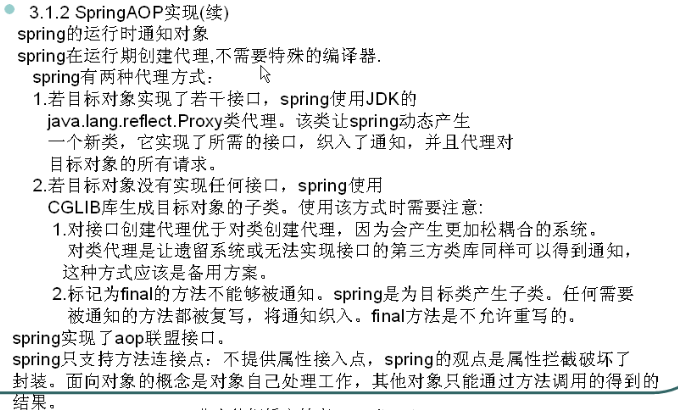 3.1.2 SpringAOP实现(续)
spring的运行时通知对象
spring在运行期创建代理,不需要特殊的编译器.
spring有两种代理方式：
1.若目标对象实现了若干接口，spring使用JDK的
java.lang.reflect.Proxy类代理。该类让spring动态产生
一个新类，它实现了所需的接口，织入了通知，并且代理对
目标对象的所有请求。
2.若目标对象没有实现任何接口，spring使用
CGLIB库生成目标对象的子类。使用该方式时需要注意:
1.对接口创建代理优于对类创建代理，因为会产生更加松耦合的系统。
对类代理是让遗留系统或无法实现接口的第三方类库同样可以得到通知，
这种方式应该是备用方案。
2.标记为final的方法不能够被通知。spring是为目标类产生子类。任何需要
被通知的方法都被复写，将通知织入。final方法是不允许重写的。
spring实现了aop联盟接口。
spring只支持方法连接点：不提供属性接入点，spring的观点是属性拦截破坏了
封装。面向对象的概念是对象自己处理工作，其他对象只能通过方法调用的得到的
结果。